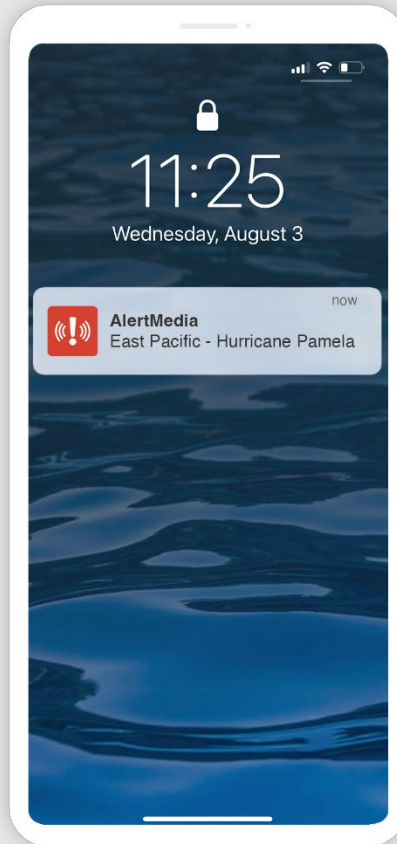 11:25
Wednesday, August 3
now
AlertMedia
East Pacific - Hurricane Pamela